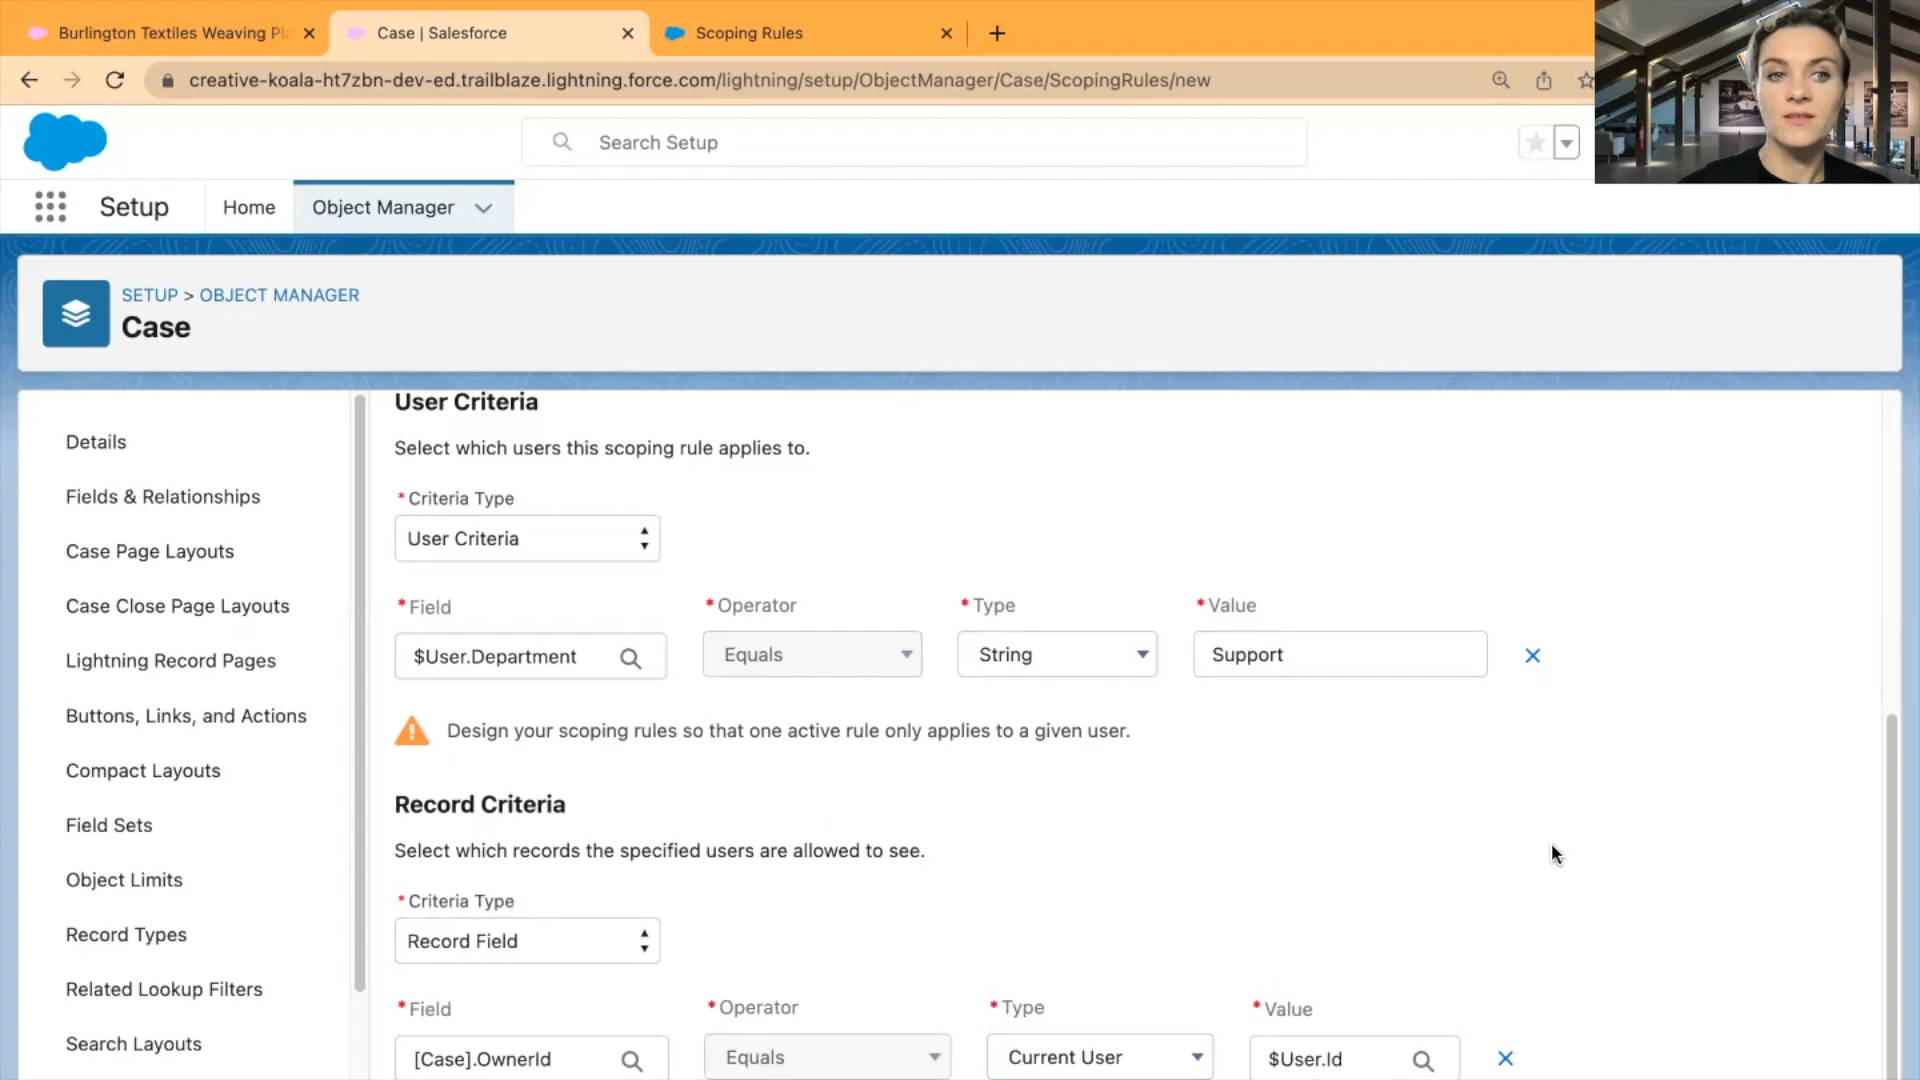 Burlington Textiles Weaving Pl
Case | Salesforce
Scoping Rules
creative-koala-ht7zbn-dev-ed.trailblaze.lightning.force.com/lightning/setup/ObjectManager/Case/ScopingRules/new
Search Setup
Setup
Home
Object Manager
SETUP > OBJECT MANAGER
Case
Details
Fields & Relationships
Case Page Layouts
Case Close Page Layouts
Lightning Record Pages
Buttons, Links, and Actions
Compact Layouts
Field Sets
Object Limits
Record Types
Related Lookup Filters
Search Layouts
User Criteria
Select which users this scoping rule applies to.
* Criteria Type
User Criteria
* Field * Operator * Type * Value
$User.Department Equals String Support
Design your scoping rules so that one active rule only applies to a given user.
Record Criteria
Select which records the specified users are allowed to see.
* Criteria Type
Record Field
* Field * Operator * Type * Value
[Case].OwnerId Equals Current User $User.Id